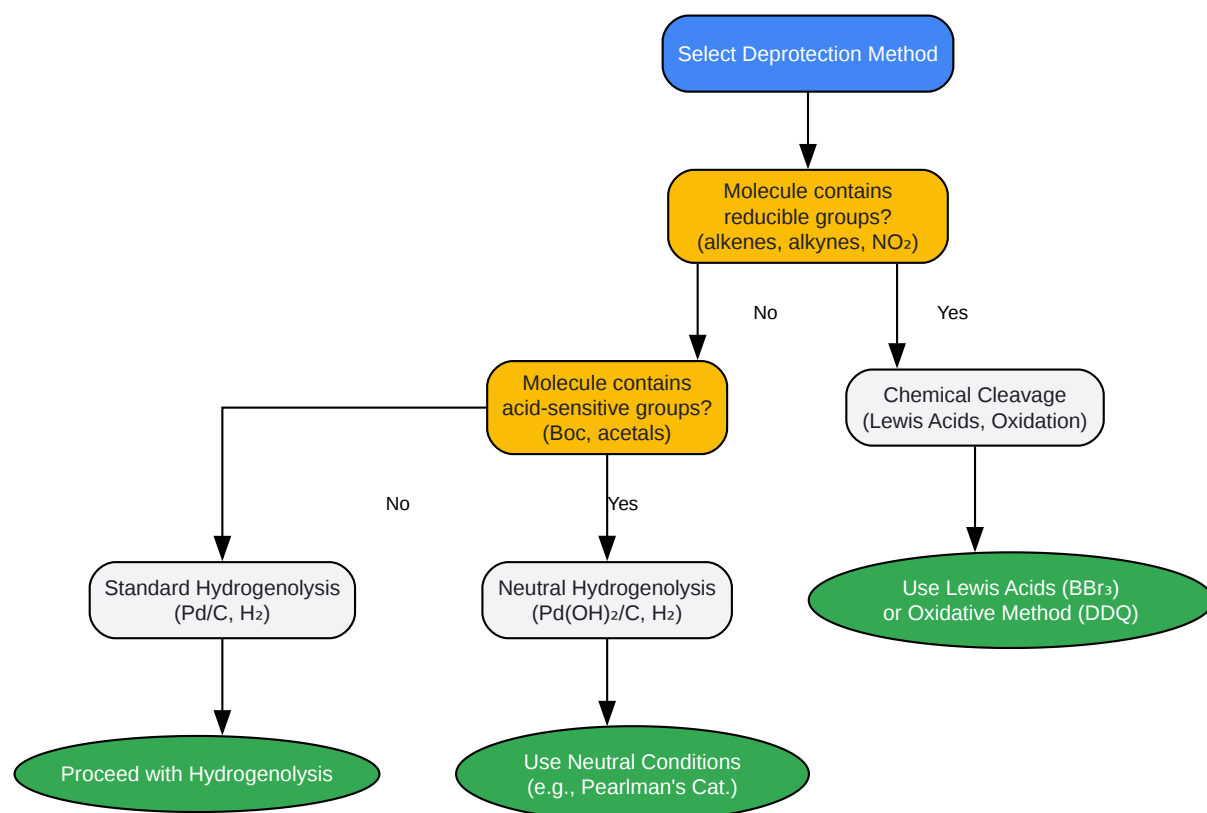 Select Deprotection Method
Molecule contains
reducible groups?
(alkenes, alkynes, NO₂)
No
Yes
Molecule contains
acid-sensitive groups?
(Boc, acetals)
Chemical Cleavage
(Lewis Acids, Oxidation)
No
Yes
Standard Hydrogenolysis
(Pd/C, H₂)
Neutral Hydrogenolysis
(Pd(OH)₂/C, H₂)
Use Lewis Acids (BBr₃)
or Oxidative Method (DDQ)
Proceed with Hydrogenolysis
Use Neutral Conditions
(e.g., Pearlman's Cat.)